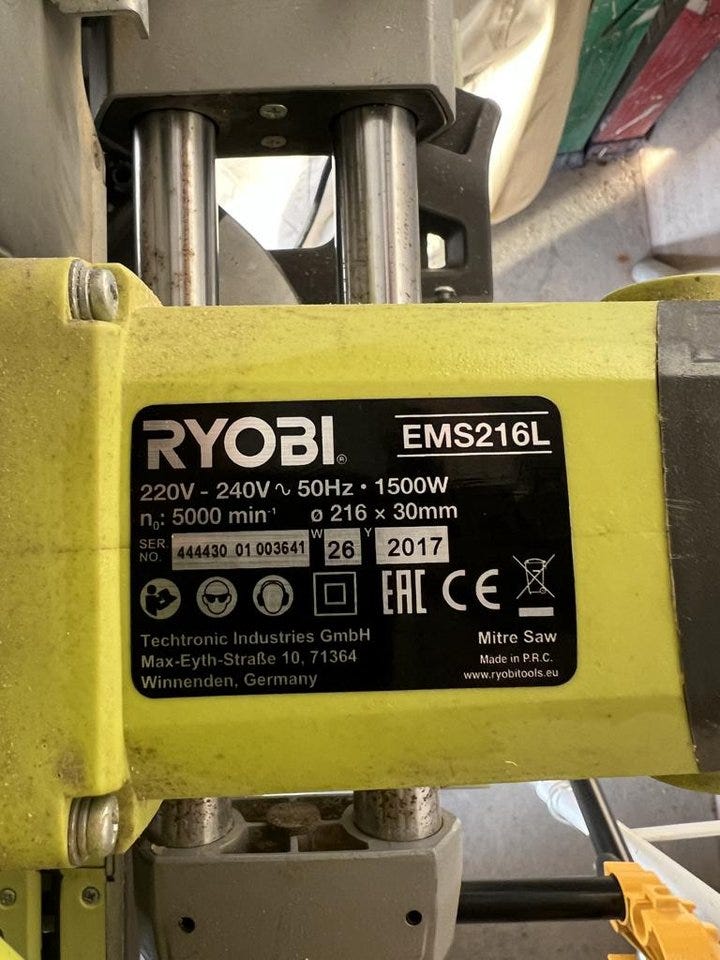 RYOBI®
EMS216L
220V - 240V ∿ 50Hz • 1500W
n₀: 5000 min⁻¹ ø 216 × 30mm
SER. NO. 444430 01 003641 W 26 Y 2017
EAC CE
Techtronic Industries GmbH
Max-Eyth-Straße 10, 71364
Winnenden, Germany
Mitre Saw
Made in P.R.C.
www.ryobitools.eu